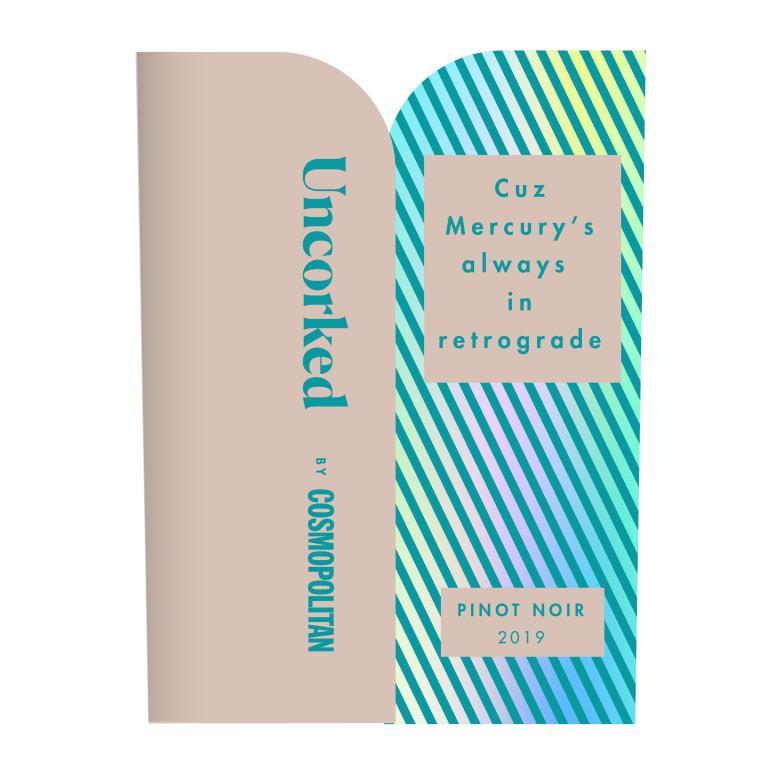 Uncorked
BY COSMOPOLITAN
Cuz
Mercury's
always
in
retrograde
PINOT NOIR
2019